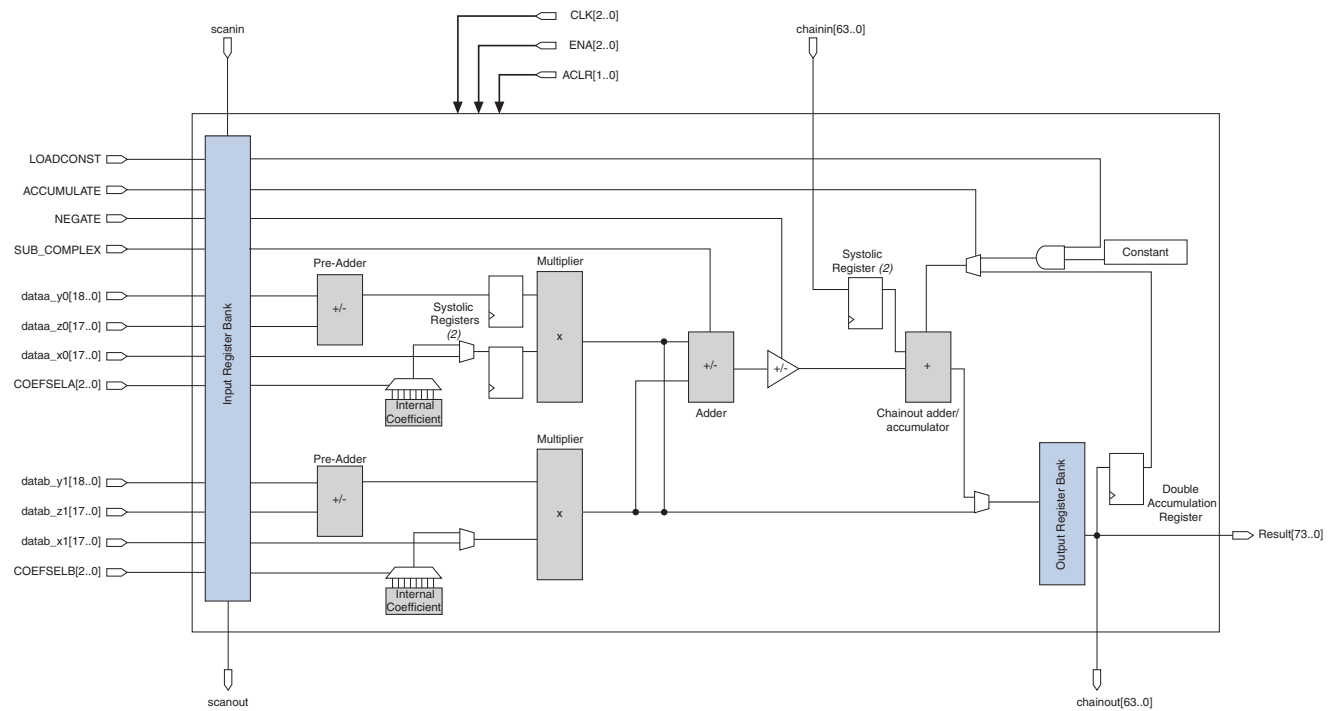 CLK[2..0]
scanin
chainin[63..0]
ENA[2..0]
ACLR[1..0]
LOADCONST
ACCUMULATE
NEGATE
SUB_COMPLEX
dataa_y0[18..0]
dataa_z0[17..0]
dataa_x0[17..0]
COEFSELA[2..0]
datab_y1[18..0]
datab_z1[17..0]
datab_x1[17..0]
COEFSELB[2..0]
Input Register Bank
Pre-Adder
+/-
Systolic
Registers
(2)
Internal
Coefficient
Multiplier
x
Pre-Adder
+/-
Internal
Coefficient
Multiplier
x
+/-
Adder
+/-
Systolic
Register (2)
+
Chainout adder/
accumulator
Constant
Output Register Bank
Double
Accumulation
Register
Result[73..0]
scanout
chainout[63..0]